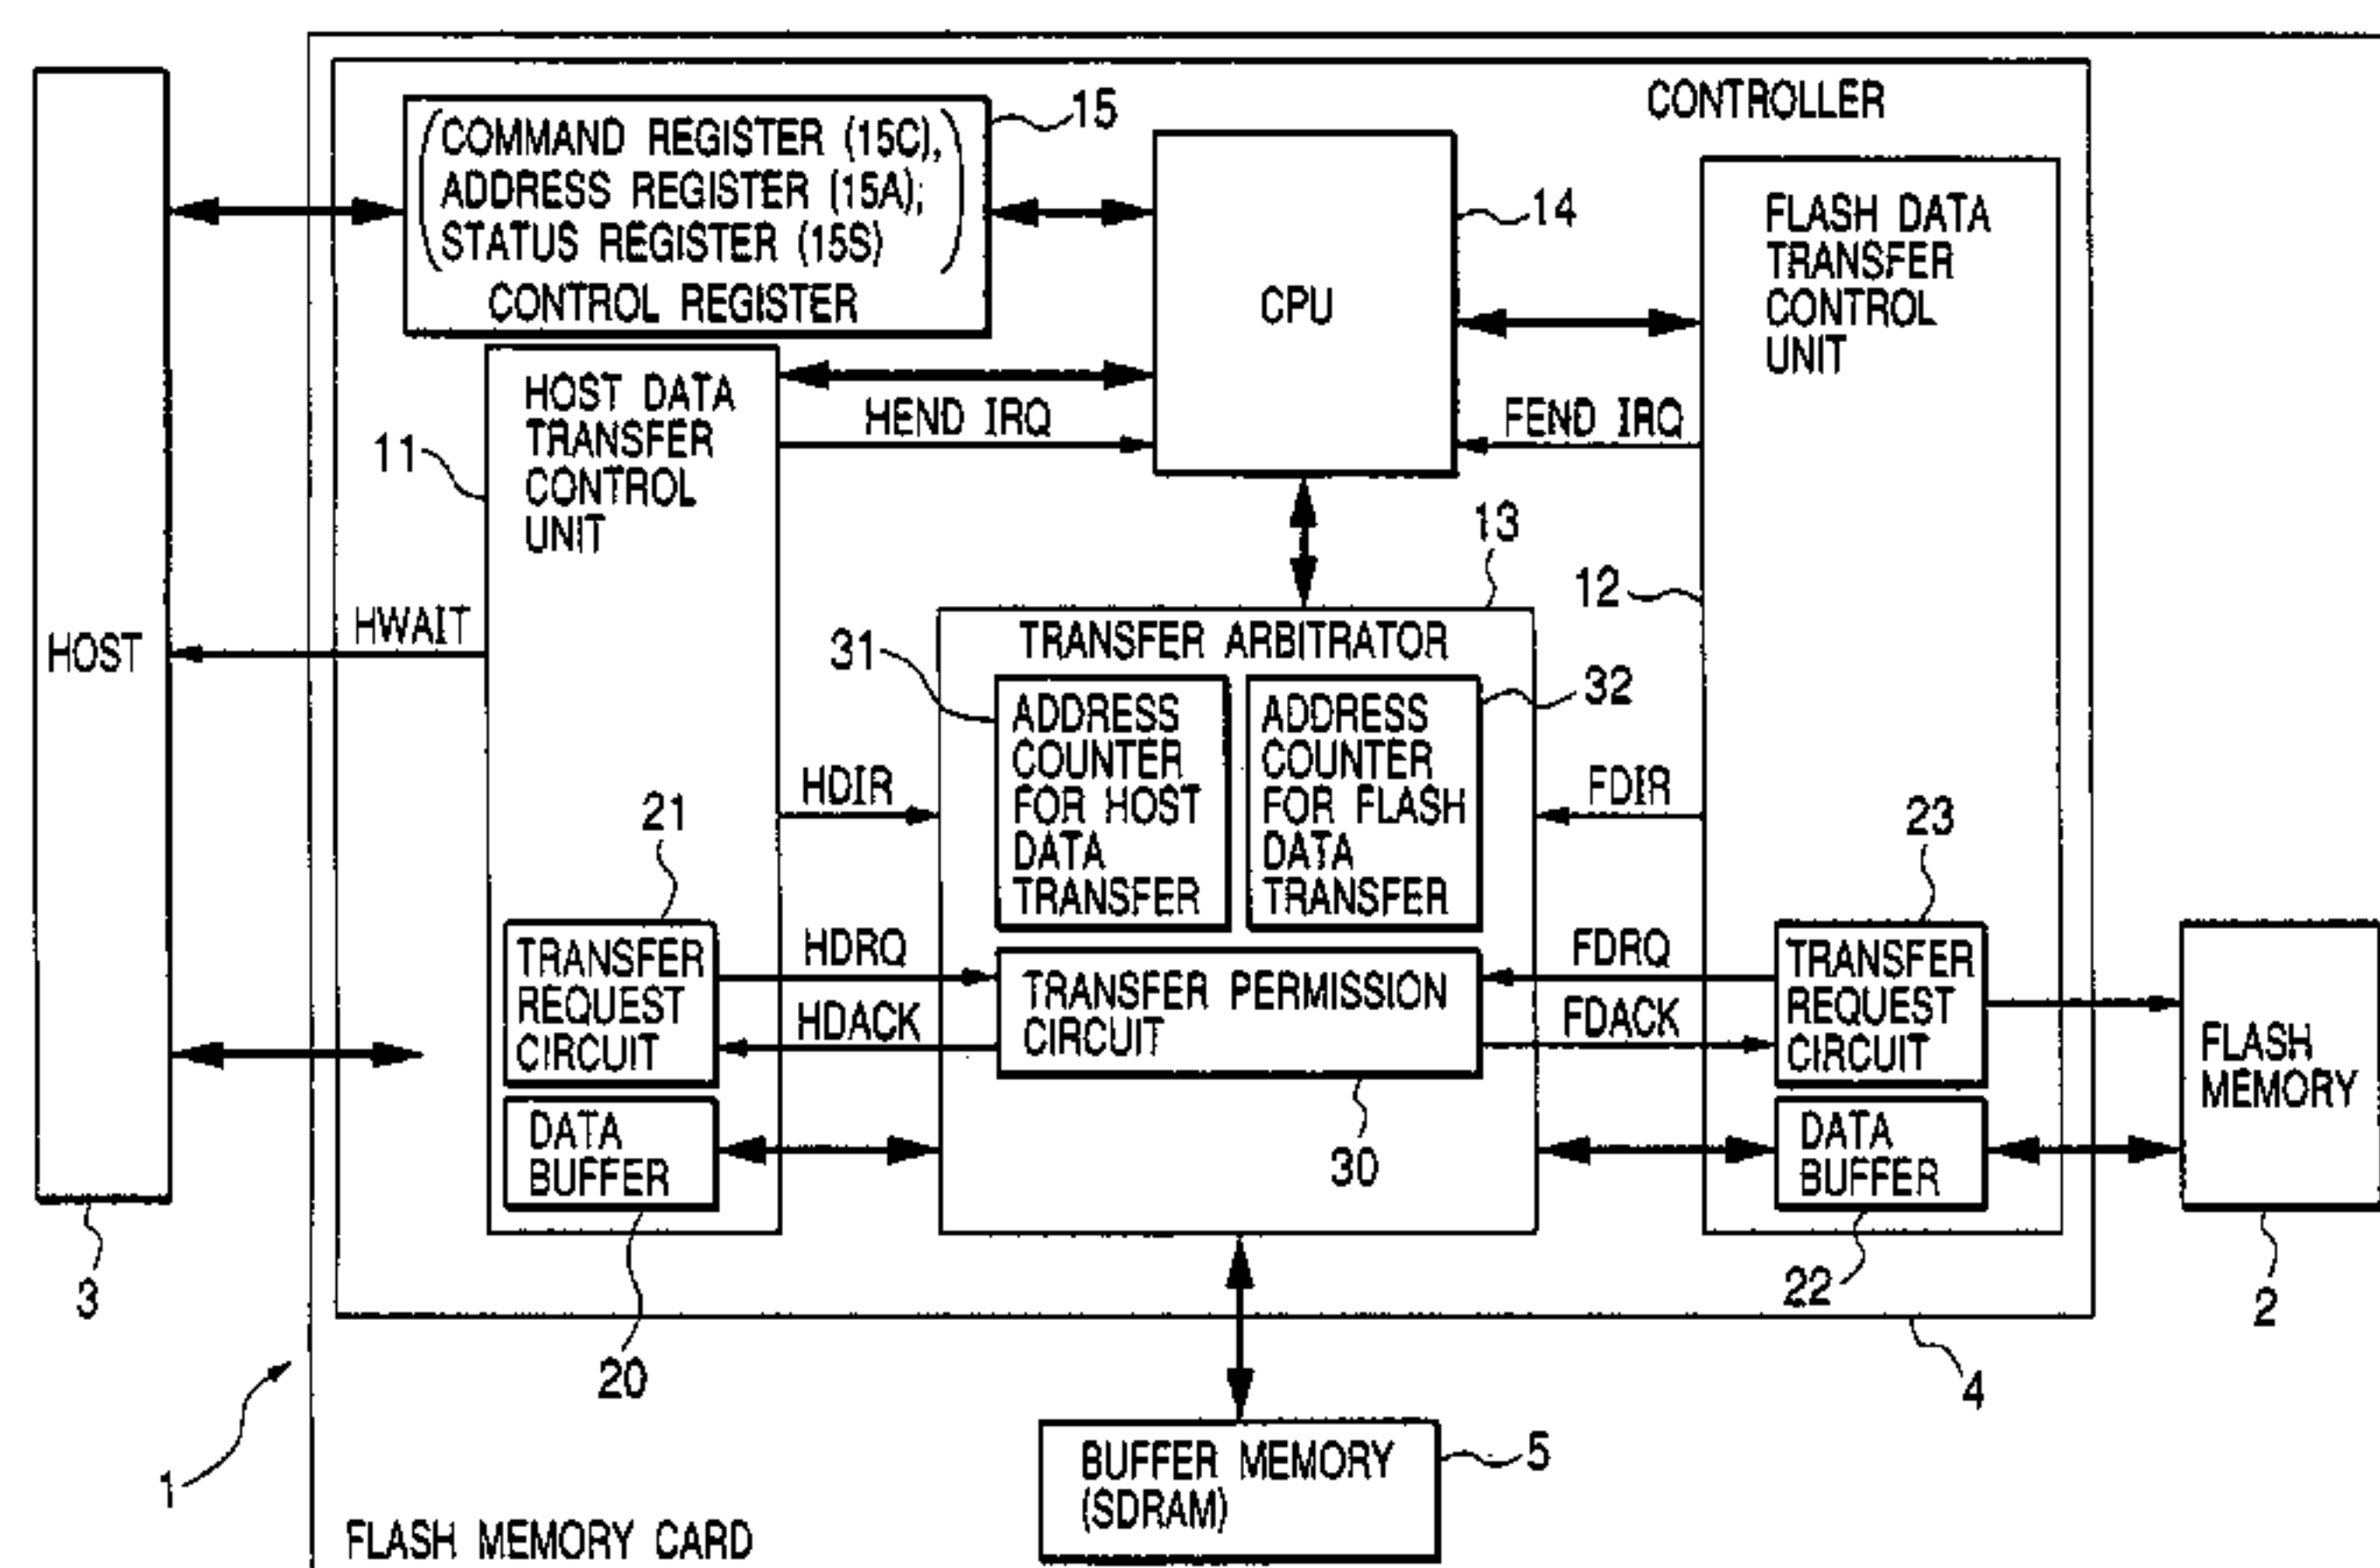 CONTROLLER
15
(COMMAND REGISTER (15C),
ADDRESS REGISTER (15A);
STATUS REGISTER (15S))
CONTROL REGISTER
CPU
14
FLASH DATA
TRANSFER
CONTROL
UNIT
HOST DATA
TRANSFER
CONTROL
UNIT
11
HEND IRQ
FEND IRQ
13
12
HOST
HWAIT
TRANSFER ARBITRATOR
31
32
ADDRESS
COUNTER
FOR HOST
DATA
TRANSFER
ADDRESS
COUNTER
FOR FLASH
DATA
TRANSFER
HDIR
FDIR
21
23
TRANSFER
REQUEST
CIRCUIT
HDRQ
HDACK
TRANSFER PERMISSION
CIRCUIT
FDRQ
FDACK
TRANSFER
REQUEST
CIRCUIT
FLASH
MEMORY
DATA
BUFFER
30
DATA
BUFFER
3
20
22
2
4
1
BUFFER MEMORY
(SDRAM)
5
FLASH MEMORY CARD